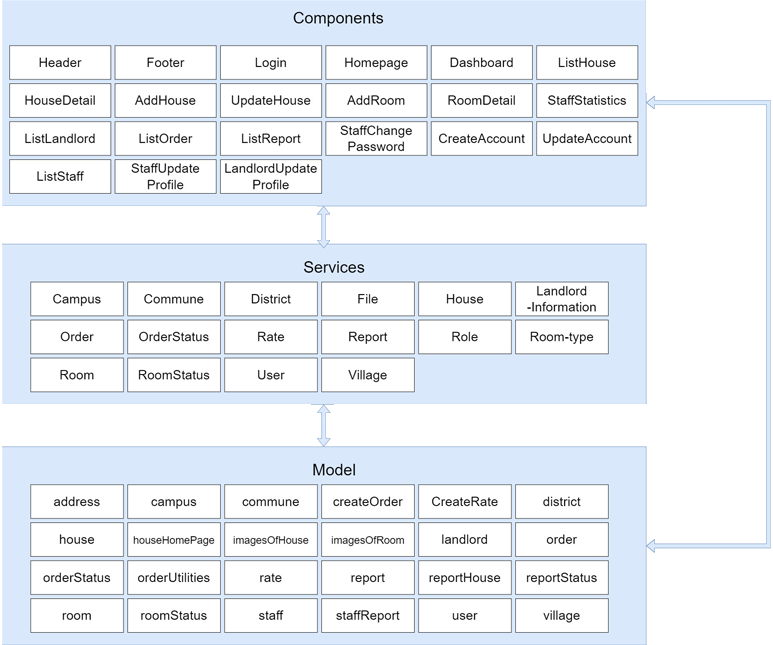 Components
Header Footer Login Homepage Dashboard ListHouse
HouseDetail AddHouse UpdateHouse AddRoom RoomDetail StaffStatistics
ListLandlord ListOrder ListReport StaffChange Password CreateAccount UpdateAccount
ListStaff StaffUpdate Profile LandlordUpdate Profile
Services
Campus Commune District File House Landlord -Information
Order OrderStatus Rate Report Role Room-type
Room RoomStatus User Village
Model
address campus commune createOrder CreateRate district
house houseHomePage imagesOfHouse imagesOfRoom landlord order
orderStatus orderUtilities rate report reportHouse reportStatus
room roomStatus staff staffReport user village